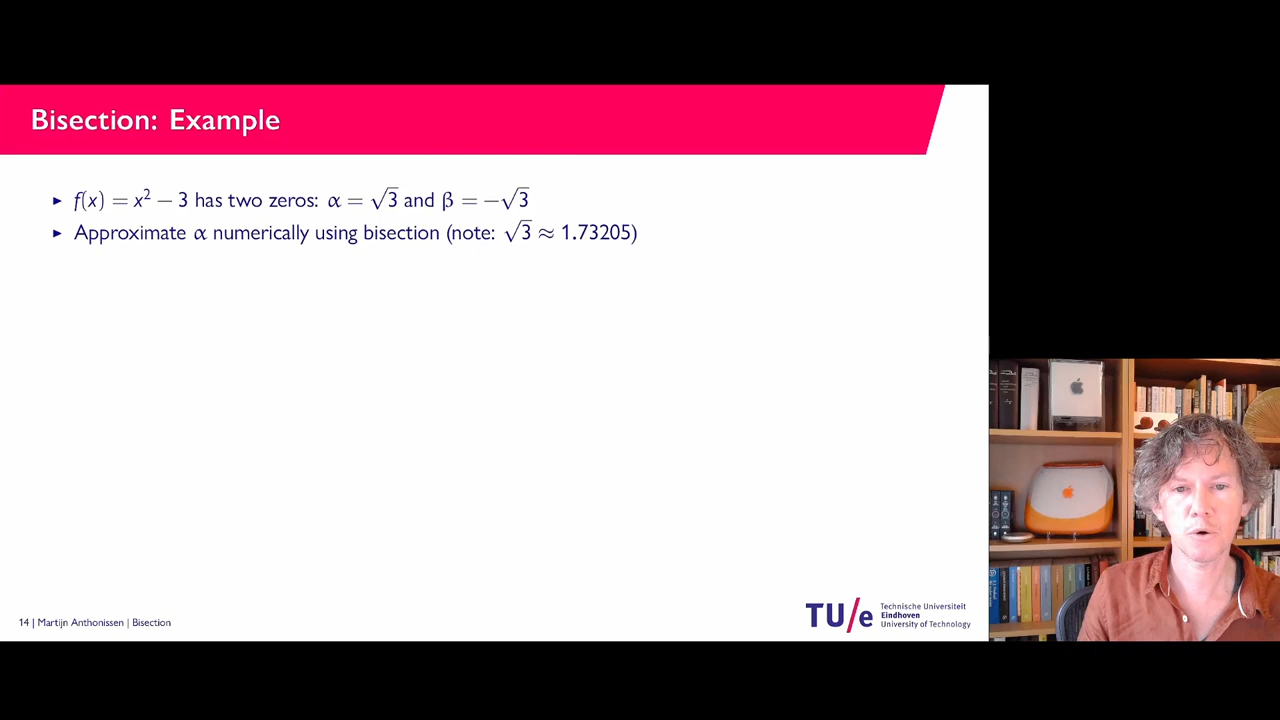 Bisection: Example
▸ f(x) = x² − 3 has two zeros: α = √3 and β = −√3
▸ Approximate α numerically using bisection (note: √3 ≈ 1.73205)
14 | Martijn Anthonissen | Bisection
TU/e
Technische Universiteit
Eindhoven
University of Technology